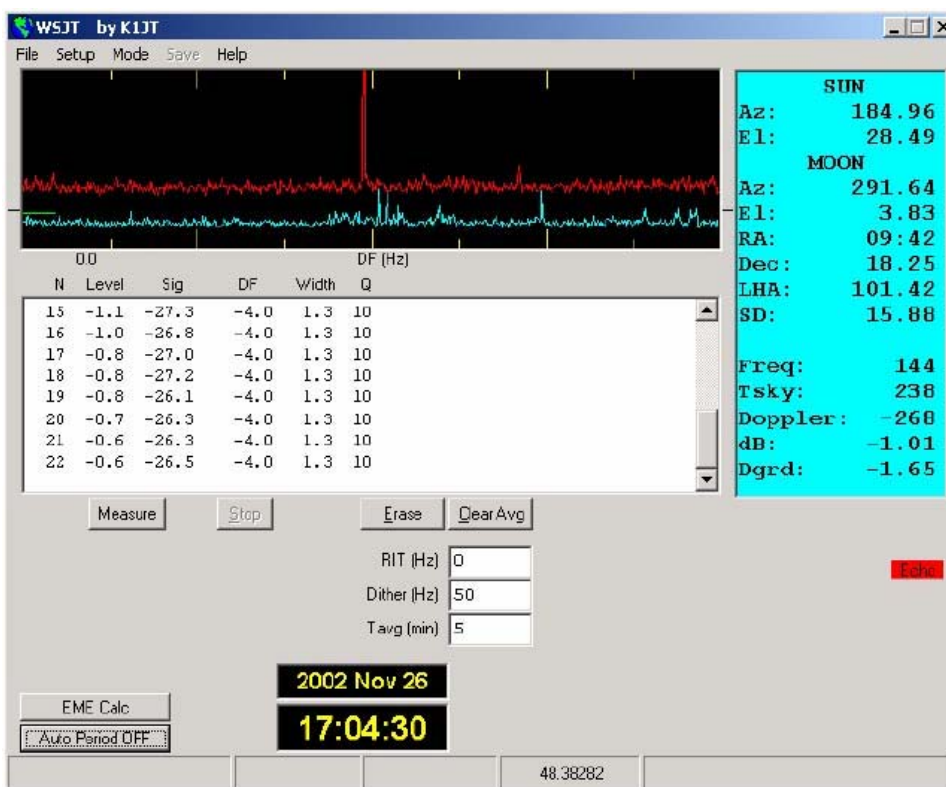 WSJT by K1JT
File Setup Mode Save Help
0.0 DF (Hz)
N Level Sig DF Width Q
15 -1.1 -27.3 -4.0 1.3 10
16 -1.0 -26.8 -4.0 1.3 10
17 -0.8 -27.0 -4.0 1.3 10
18 -0.8 -27.2 -4.0 1.3 10
19 -0.8 -26.1 -4.0 1.3 10
20 -0.7 -26.3 -4.0 1.3 10
21 -0.6 -26.3 -4.0 1.3 10
22 -0.6 -26.5 -4.0 1.3 10
SUN
Az: 184.96
El: 28.49
MOON
Az: 291.64
El: 3.83
RA: 09:42
Dec: 18.25
LHA: 101.42
SD: 15.88
Freq: 144
Tsky: 238
Doppler: -268
dB: -1.01
Dgrd: -1.65
Measure Stop Erase Clear Avg
RIT (Hz) 0
Dither (Hz) 50
Tavg (min) 5
Echo
2002 Nov 26
17:04:30
EME Calc
Auto Period OFF
48.38282